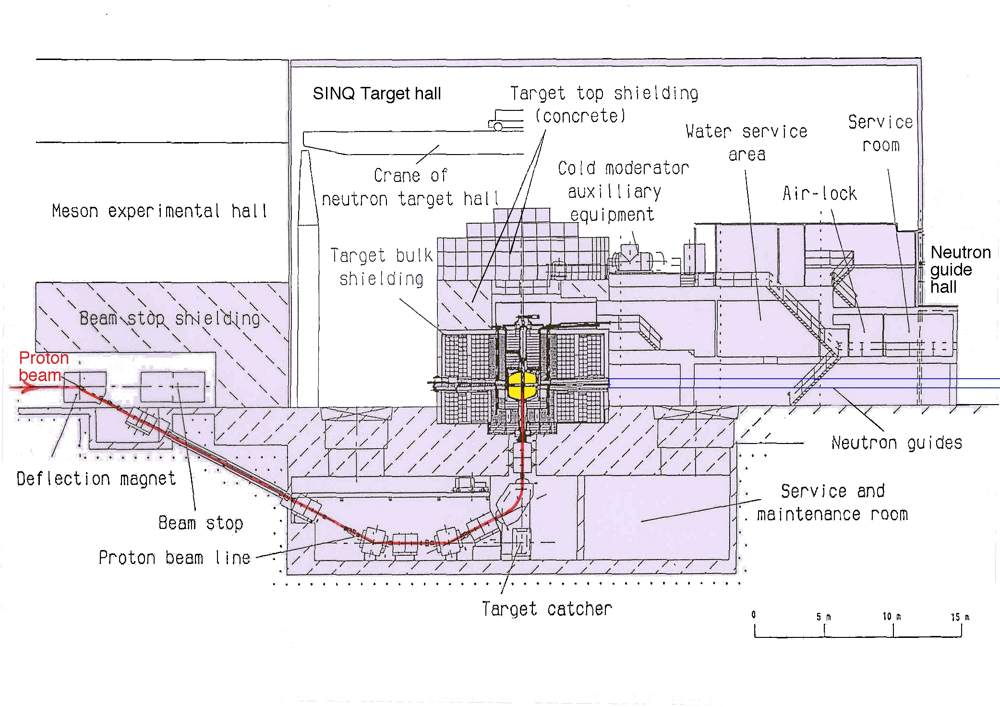 SINQ Target hall
Target top shielding
(concrete)
Service
room
Water service
area
Crane of
neutron target hall
Cold moderator
auxilliary
equipment
Air-lock
Meson experimental hall
Target bulk
shielding
Neutron
guide
hall
Beam stop shielding
Proton
beam
Neutron guides
Deflection magnet
Service and
maintenance room
Beam stop
Proton beam line
Target catcher
0 5 m 10 m 15 m